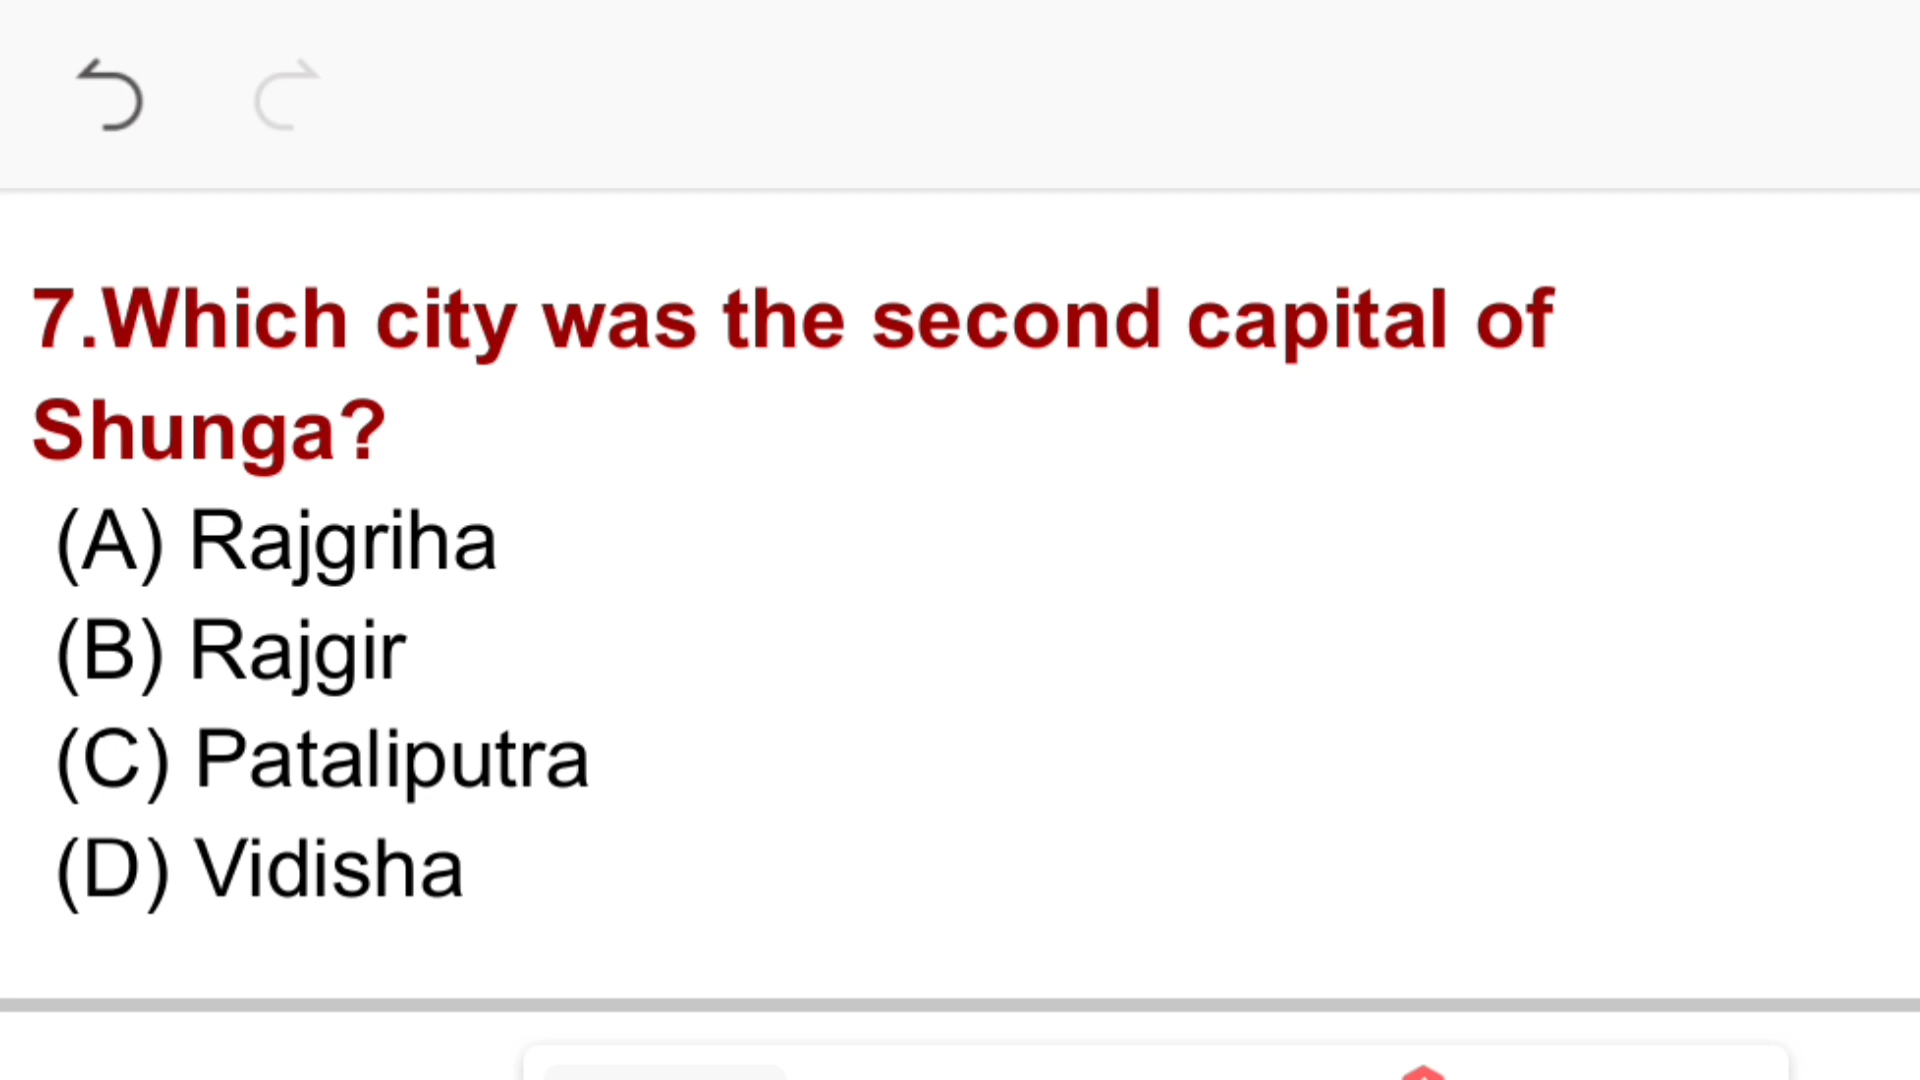 7.Which city was the second capital of
Shunga?
(A) Rajgriha
(B) Rajgir
(C) Pataliputra
(D) Vidisha